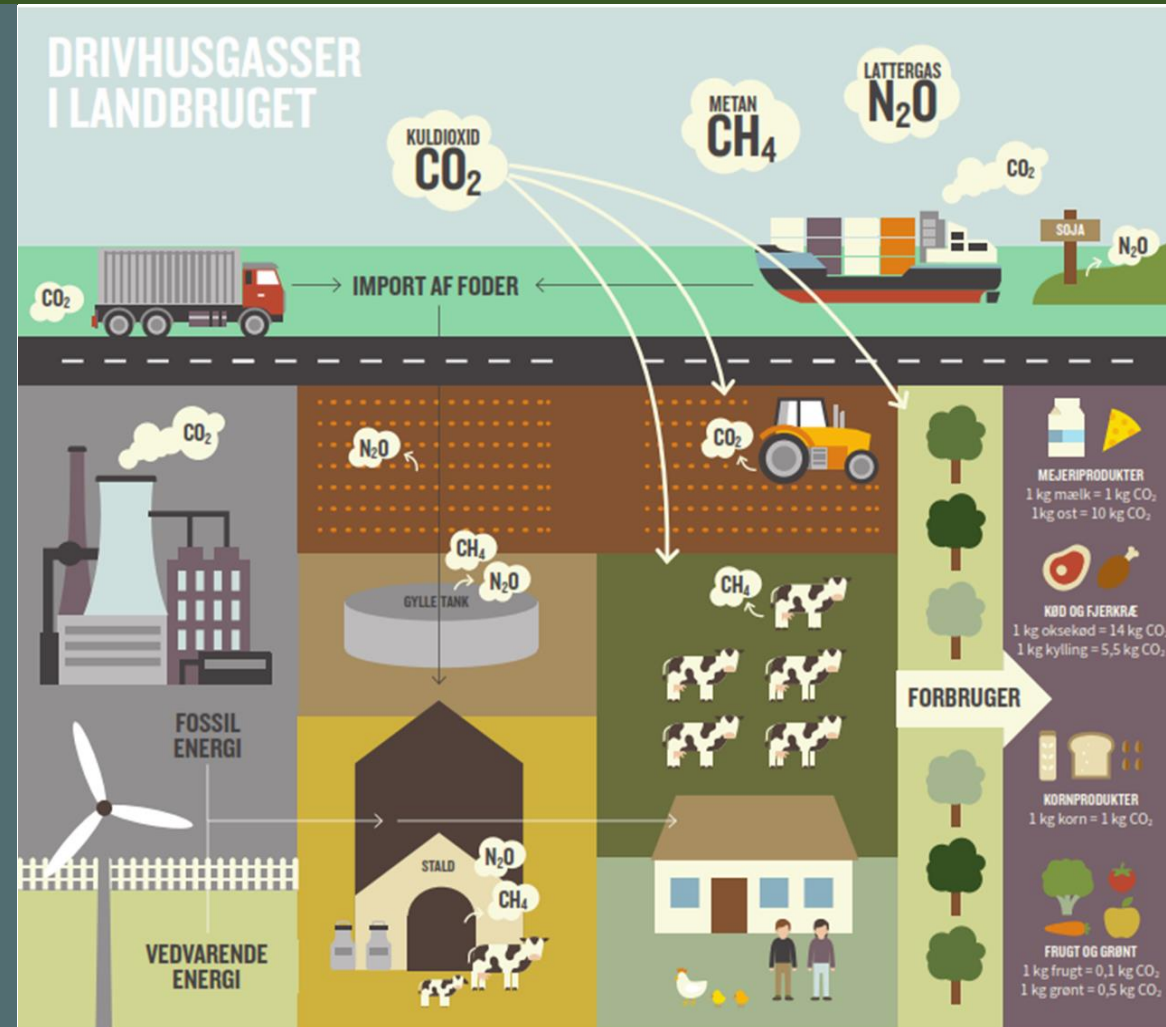 DRIVHUSGASSER
I LANDBRUGET
KULDIOXID
CO₂
METAN
CH₄
LATTERGAS
N₂O
CO₂
SOJA
N₂O
CO₂
IMPORT AF FODER
CO₂
N₂O
CO₂
CH₄
N₂O
GYLLE TANK
CH₄
FOSSIL
ENERGI
VEDVARENDE
ENERGI
STALD
N₂O
CH₄
FORBRUGER
MEJERIPRODUKTER
1 kg mælk = 1 kg CO₂
1kg ost = 10 kg CO₂
KØD OG FJERKRÆ
1 kg oksekød = 14 kg CO
1 kg kylling = 5,5 kg CO₂
KORNPRODUKTER
1 kg korn = 1 kg CO₂
FRUGT OG GRØNT
1 kg frugt = 0,1 kg CO₂
1 kg grønt = 0,5 kg CO₂